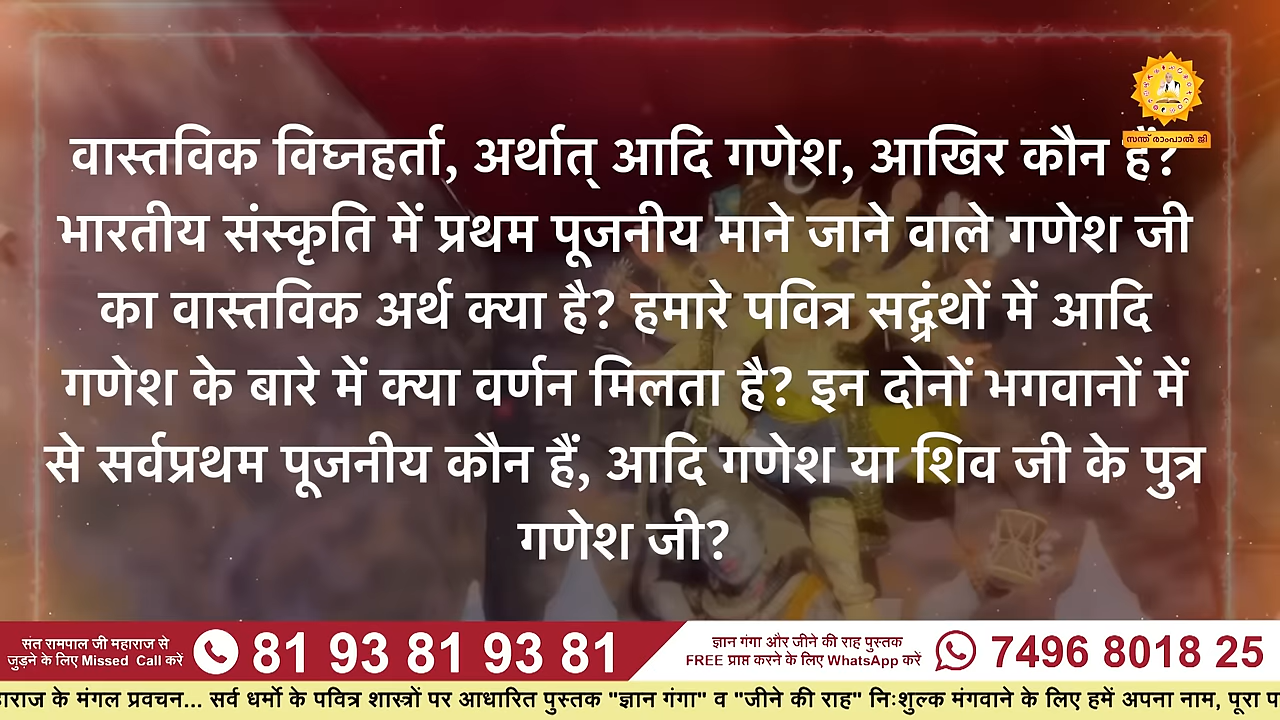 वास्तविक विघ्नहर्ता, अर्थात् आदि गणेश, आखिर कौन हैं?
भारतीय संस्कृति में प्रथम पूजनीय माने जाने वाले गणेश जी
का वास्तविक अर्थ क्या है? हमारे पवित्र सद्ग्रंथों में आदि
गणेश के बारे में क्या वर्णन मिलता है? इन दोनों भगवानों में
से सर्वप्रथम पूजनीय कौन हैं, आदि गणेश या शिव जी के पुत्र
गणेश जी?
സന്ത് രാംപാൽ ജി
संत रामपाल जी महाराज से
जुड़ने के लिए Missed Call करें
81 93 81 93 81
ज्ञान गंगा और जीने की राह पुस्तक
FREE प्राप्त करने के लिए WhatsApp करें
7496 8018 25
के मंगल प्रवचन... सर्व धर्मो के पवित्र शास्त्रों पर आधारित पुस्तक "ज्ञान गंगा" व "जीने की राह" निःशुल्क मंगवाने के लिए हमें अपना नाम, पूरा